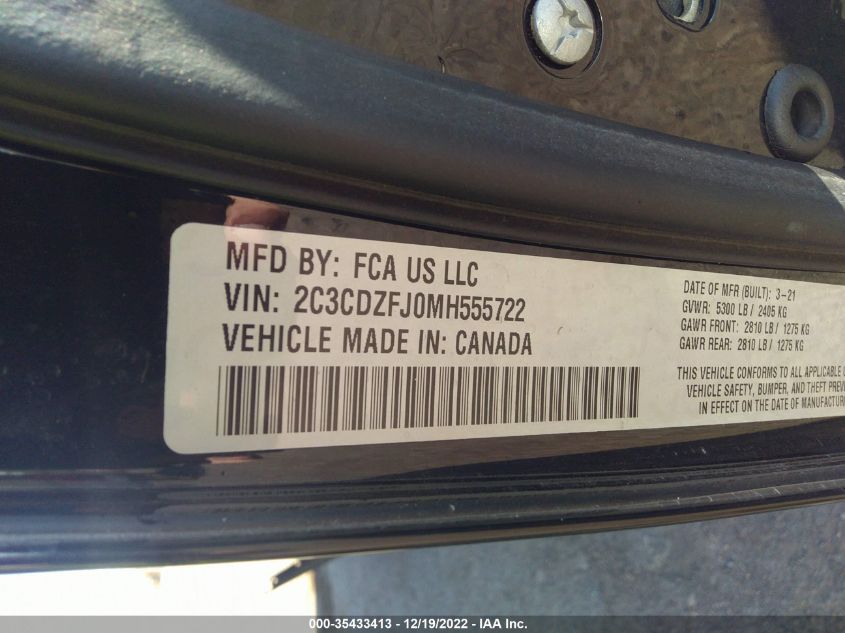 MFD BY: FCA US LLC
VIN: 2C3CDZFJ0MH555722
VEHICLE MADE IN: CANADA
DATE OF MFR (BUILT): 3-21
GVWR: 5300 LB / 2405 KG
GAWR FRONT: 2810 LB / 1275 KG
GAWR REAR: 2810 LB / 1275 KG
THIS VEHICLE CONFORMS TO ALL APPLICABLE
VEHICLE SAFETY, BUMPER, AND THEFT
IN EFFECT ON THE DATE OF
000-35433413 - 12/19/2022 - IAA Inc.